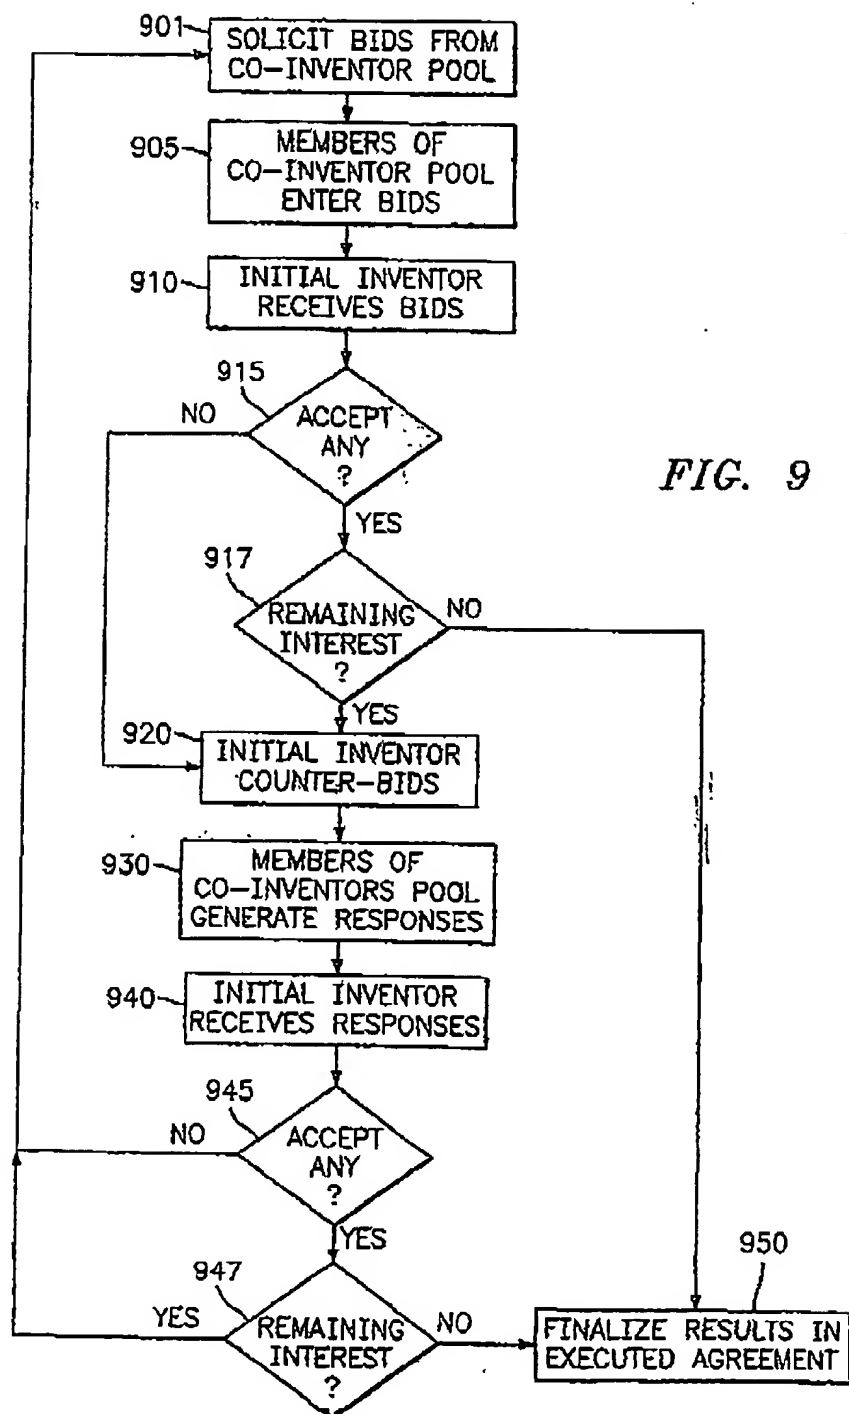 901
SOLICIT BIDS FROM
CO-INVENTOR POOL
905
MEMBERS OF
CO-INVENTOR POOL
ENTER BIDS
910
INITIAL INVENTOR
RECEIVES BIDS
915
NO
ACCEPT
ANY
?
YES
FIG. 9
917
REMAINING
INTEREST
?
NO
YES
920
INITIAL INVENTOR
COUNTER-BIDS
930
MEMBERS OF
CO-INVENTORS POOL
GENERATE RESPONSES
940
INITIAL INVENTOR
RECEIVES RESPONSES
945
NO
ACCEPT
ANY
?
YES
947
YES
REMAINING
INTEREST
?
NO
950
FINALIZE RESULTS IN
EXECUTED AGREEMENT